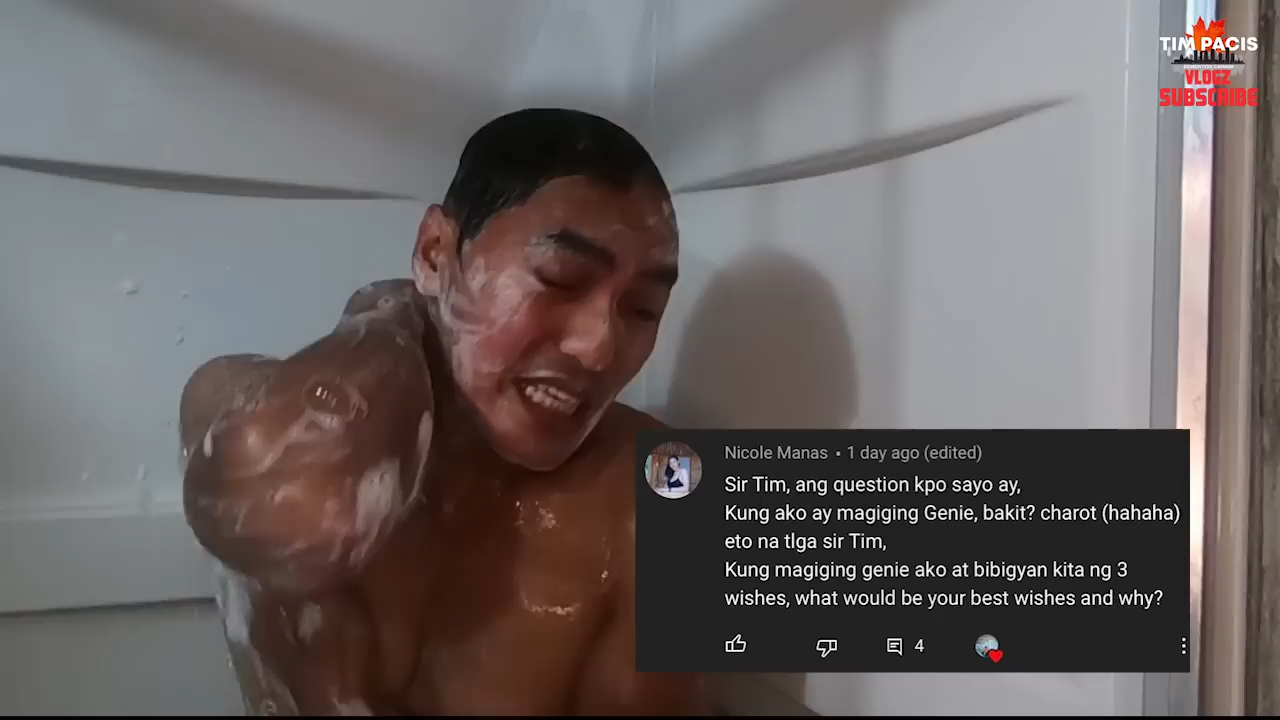 TIM PACIS
EDMONTON CANADA
VLOGZ
SUBSCRIBE
Nicole Manas • 1 day ago (edited)
Sir Tim, ang question kpo sayo ay,
Kung ako ay magiging Genie, bakit? charot (hahaha)
eto na tlga sir Tim,
Kung magiging genie ako at bibigyan kita ng 3
wishes, what would be your best wishes and why?
4